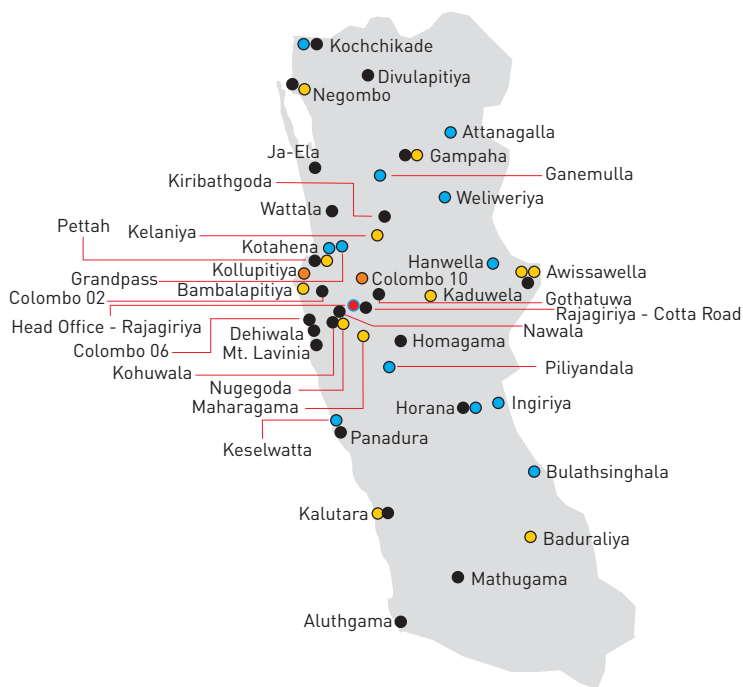 Kochchikade
Divulapitiya
Negombo
Attanagalla
Ja-Ela
Gampaha
Ganemulla
Kiribathgoda
Weliweriya
Wattala
Pettah
Kelaniya
Kotahena
Hanwella
Kollupitiya
Awissawella
Grandpass
Colombo 10
Bambalapitiya
Kaduwela
Gothatuwa
Colombo 02
Rajagiriya - Cotta Road
Head Office - Rajagiriya
Nawala
Dehiwala
Homagama
Colombo 06
Mt. Lavinia
Kohuwala
Piliyandala
Nugegoda
Maharagama
Horana
Ingiriya
Keselwatta
Panadura
Bulathsinghala
Kalutara
Baduraliya
Mathugama
Aluthgama